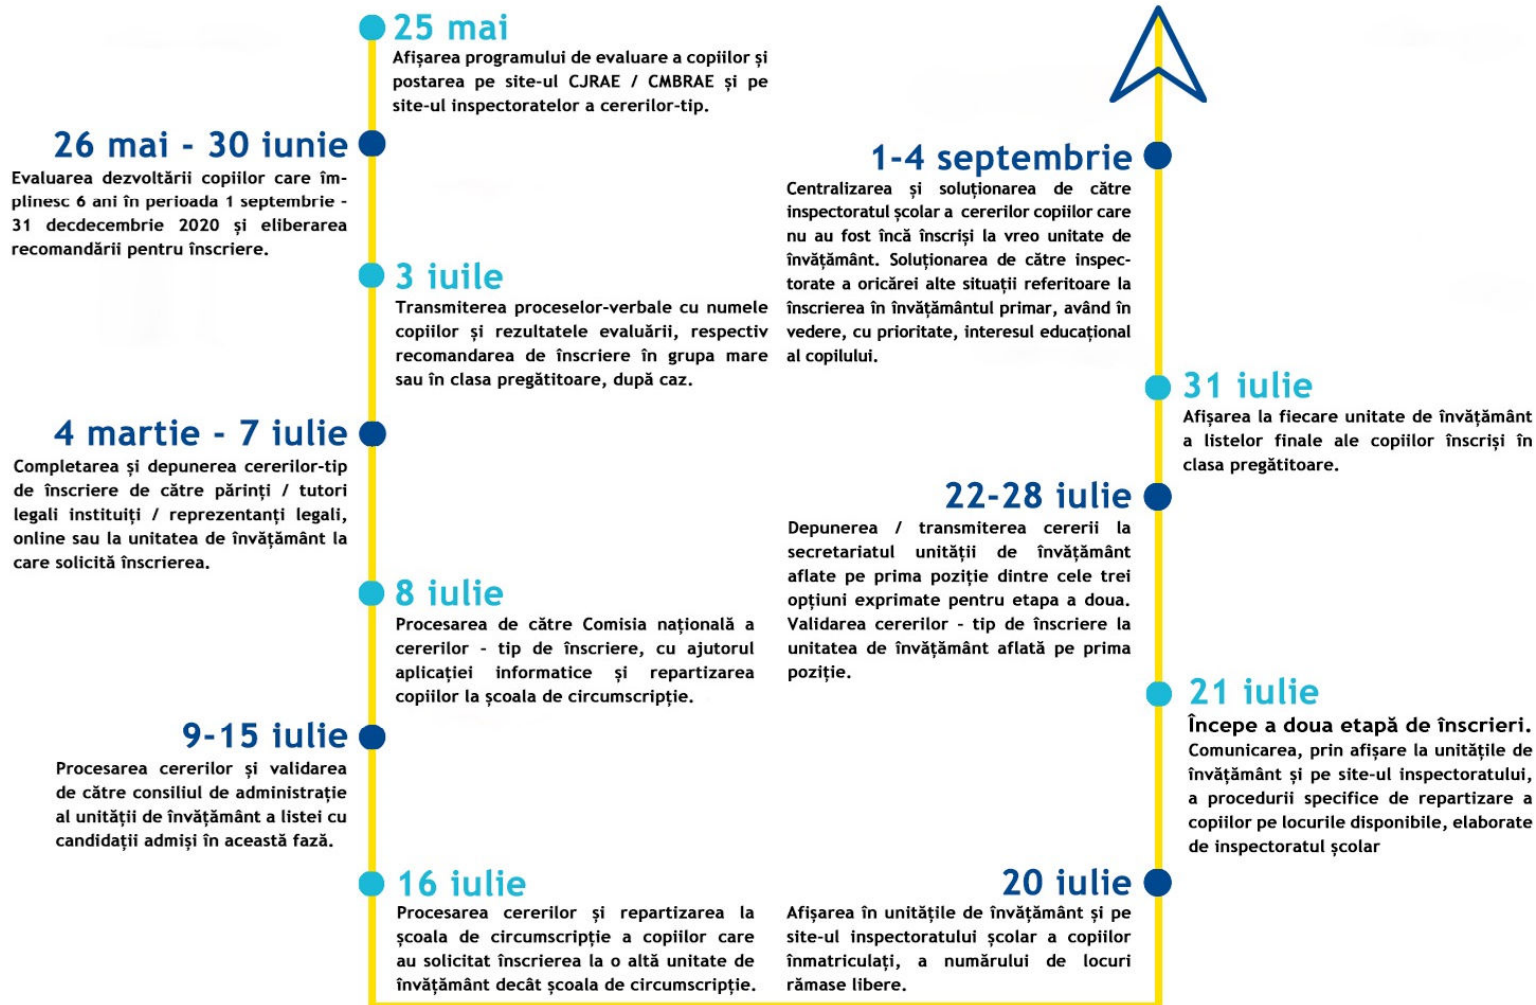 25 mai
Afișarea programului de evaluare a copiilor și
postarea pe site-ul CJRAE / CMBRAE și pe
site-ul inspectoratelor a cererilor-tip.
26 mai - 30 iunie
Evaluarea dezvoltării copiilor care îm-
plinesc 6 ani în perioada 1 septembrie -
31 decdecembrie 2020 și eliberarea
recomandării pentru înscriere.
3 iuile
Transmiterea proceselor-verbale cu numele
copiilor și rezultatele evaluării, respectiv
recomandarea de înscriere în grupa mare
sau în clasa pregătitoare, după caz.
4 martie - 7 iulie
Completarea și depunerea cererilor-tip
de înscriere de către părinți / tutori
legali instituiți / reprezentanți legali,
online sau la unitatea de învățământ la
care solicită înscrierea.
8 iulie
Procesarea de către Comisia națională a
cererilor - tip de înscriere, cu ajutorul
aplicației informatice și repartizarea
copiilor la școala de circumscripție.
9-15 iulie
Procesarea cererilor și validarea
de către consiliul de administrație
al unității de învățământ a listei cu
candidații admiși în această fază.
16 iulie
Procesarea cererilor și repartizarea la
școala de circumscripție a copiilor care
au solicitat înscrierea la o altă unitate de
învățământ decât școala de circumscripție.
20 iulie
Afișarea în unitățile de învățământ și pe
site-ul inspectoratului școlar a copiilor
înmatriculați, a numărului de locuri
rămase libere.
21 iulie
Începe a doua etapă de înscrieri.
Comunicarea, prin afișare la unitățile de
învățământ și pe site-ul inspectoratului,
a procedurii specifice de repartizare a
copiilor pe locurile disponibile, elaborate
de inspectoratul școlar
22-28 iulie
Depunerea / transmiterea cererii la
secretariatul unității de învățământ
aflate pe prima poziție dintre cele trei
opțiuni exprimate pentru etapa a doua.
Validarea cererilor - tip de înscriere la
unitatea de învățământ aflată pe prima
poziție.
31 iulie
Afișarea la fiecare unitate de învățământ
a listelor finale ale copiilor înscriși în
clasa pregătitoare.
1-4 septembrie
Centralizarea și soluționarea de către
inspectoratul școlar a cererilor copiilor care
nu au fost încă înscriși la vreo unitate de
învățământ. Soluționarea de către inspec-
torate a oricărei alte situații referitoare la
înscrierea în învățământul primar, având în
vedere, cu prioritate, interesul educațional
al copilului.